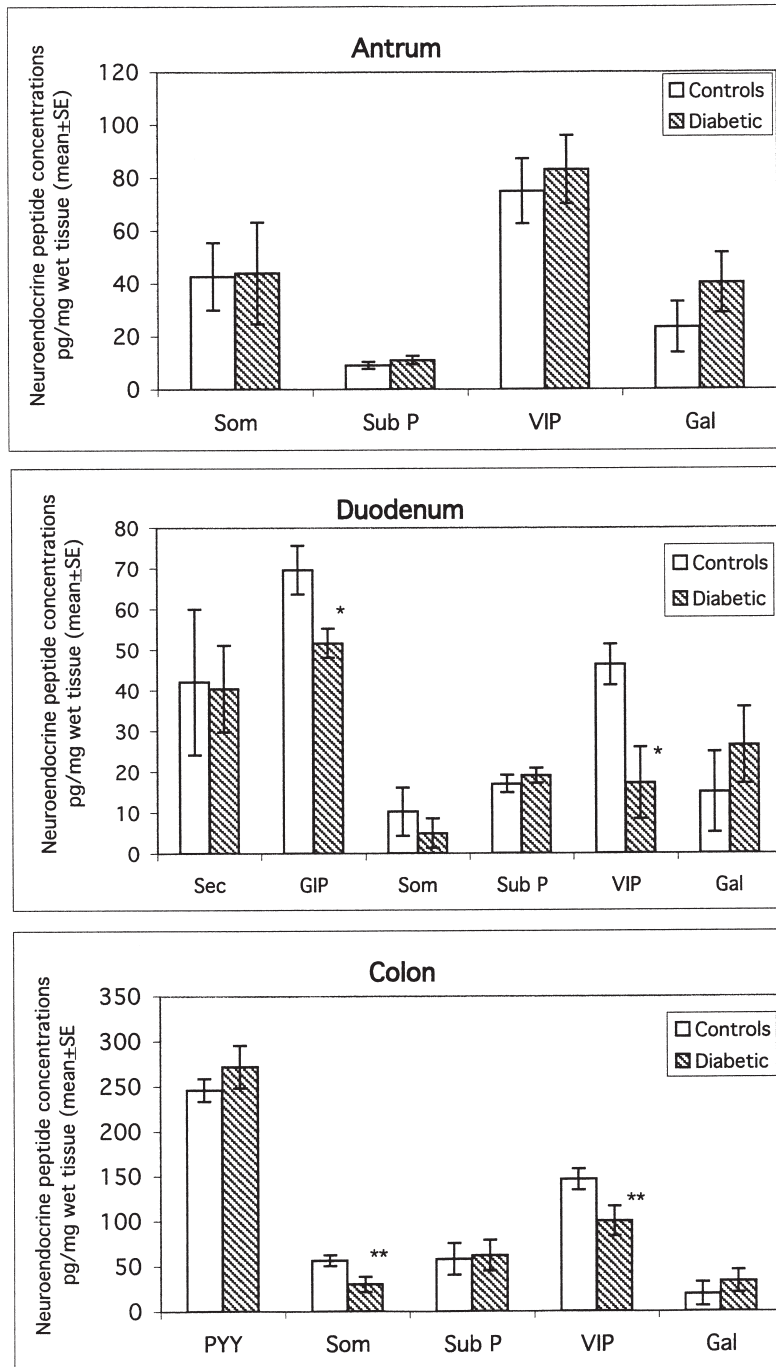 Antrum
Neuroendocrine peptide concentrations
pg/mg wet tissue (mean±SE)
120
100
80
60
40
20
0
Controls
Diabetic
Som Sub P VIP Gal
Duodenum
Neuroendocrine peptide concentrations
pg/mg wet tissue (mean±SE)
80
70
60
50
40
30
20
10
0
Controls
Diabetic
*
*
Sec GIP Som Sub P VIP Gal
Colon
Neuroendocrine peptide concentrations
pg/mg wet tissue (mean±SE
350
300
250
200
150
100
50
0
Controls
Diabetic
**
**
PYY Som Sub P VIP Gal